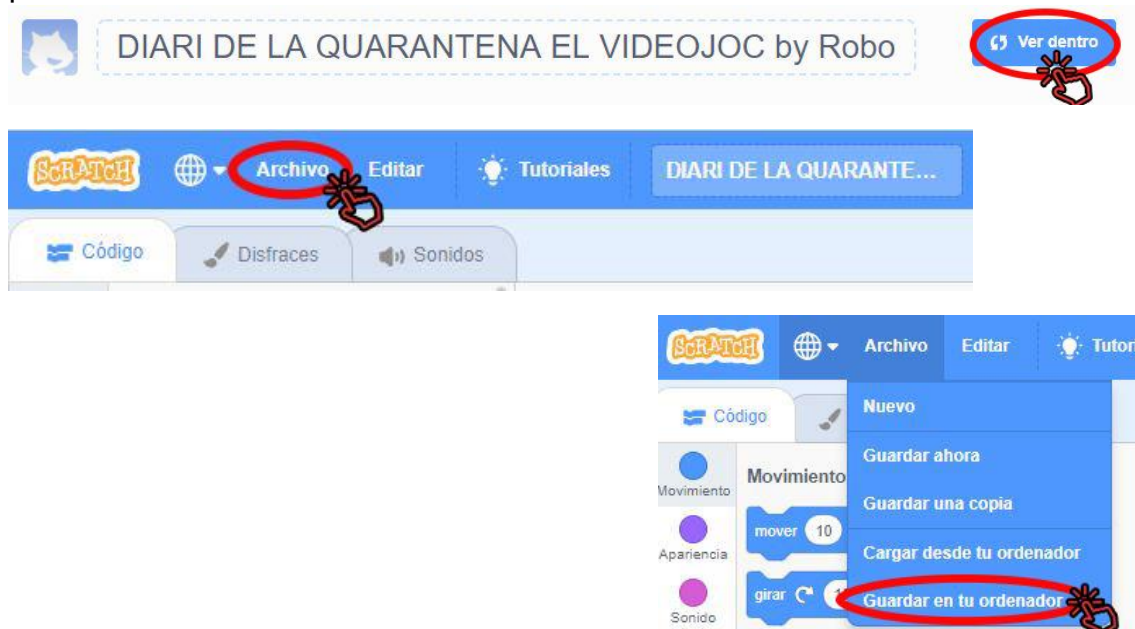 DIARI DE LA QUARANTENA EL VIDEOJOC by Robo
Ver dentro
SCRATCH Archivo Editar Tutoriales DIARI DE LA QUARANTE...
Código Disfraces Sonidos
SCRATCH Archivo Editar
Código
Nuevo
Movimiento
Movimiento
Guardar ahora
Guardar una copia
mover 10
Apariencia
Cargar desde tu ordenador
girar
Guardar en tu ordenador
Sonido